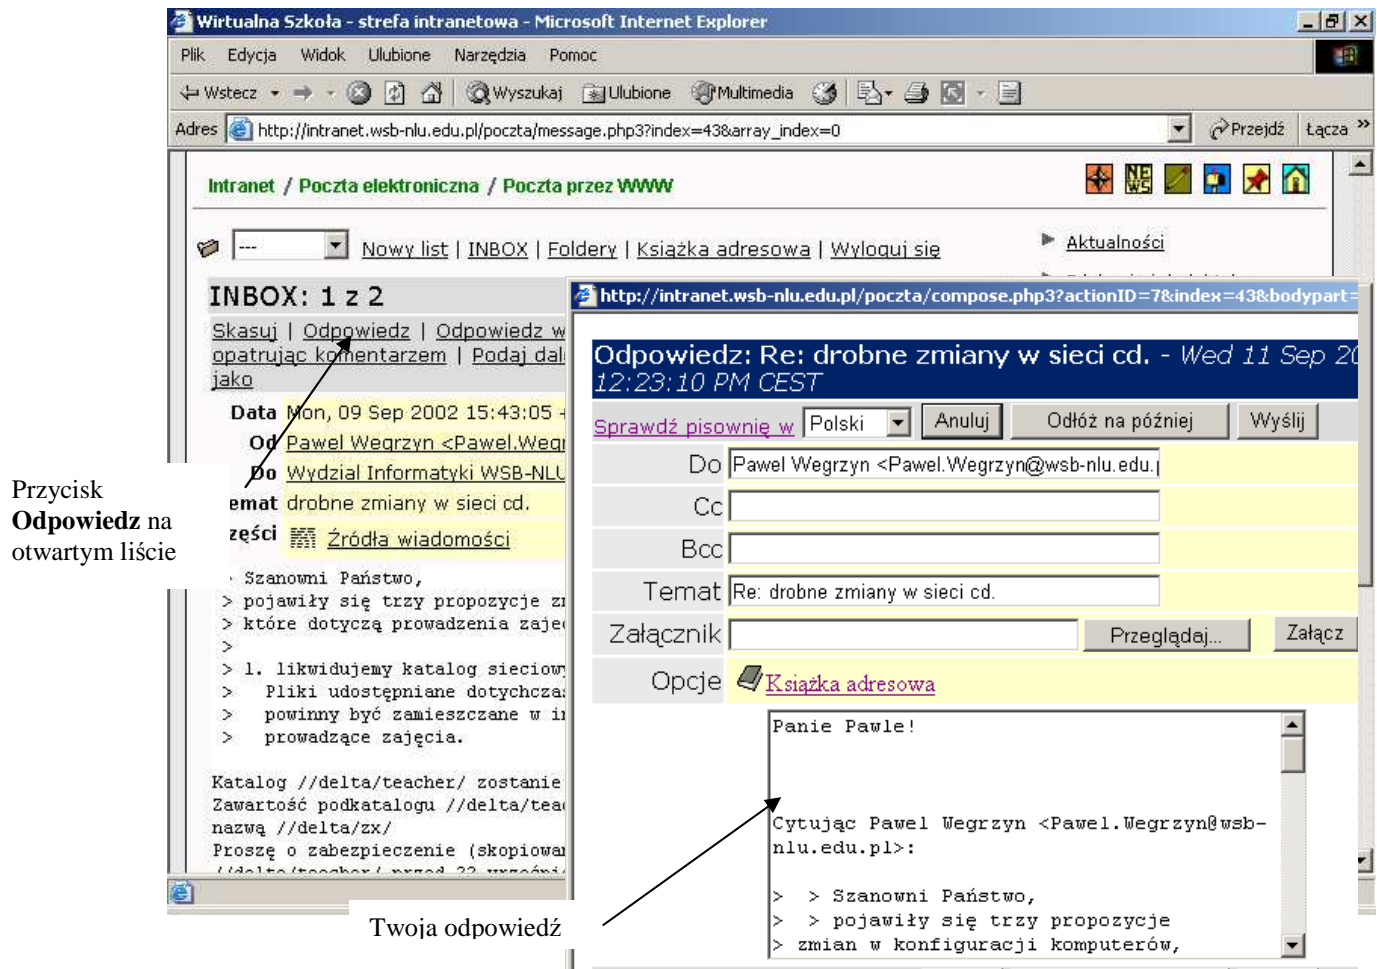 Wirtualna Szkoła - strefa intranetowa - Microsoft Internet Explorer
Plik Edycja Widok Ulubione Narzędzia Pomoc
Wstecz Wyszukaj Ulubione Multimedia
Adres http://intranet.wsb-nlu.edu.pl/poczta/message.php3?index=43&array_index=0 Przejdź Łącza »
Intranet / Poczta elektroniczna / Poczta przez WWW
NEWS
--- Nowy list | INBOX | Foldery | Książka adresowa | Wyloguj się
Aktualności
INBOX: 1 z 2
Skasuj | Odpowiedz | Odpowiedz w
opatrując komentarzem | Podaj dal
jako
Data Mon, 09 Sep 2002 15:43:05 +
Od Pawel Wegrzyn <Pawel.Wegr
Do Wydzial Informatyki WSB-NLU
emat drobne zmiany w sieci cd.
zęści Źródła wiadomości
Przycisk
Odpowiedz na
otwartym liście
Szanowni Państwo,
> pojawiły się trzy propozycje z
> które dotyczą prowadzenia zaję
>
> 1. likwidujemy katalog sieciow
> Pliki udostępniane dotychcza
> powinny być zamieszczane w i
> prowadzące zajęcia.
Katalog //delta/teacher/ zostanie
Zawartość podkatalogu //delta/tea
nazwą //delta/zx/
Proszę o zabezpieczenie (skopiowa
//delta/teacher/ przed 22 wrześni
http://intranet.wsb-nlu.edu.pl/poczta/compose.php3?actionID=7&index=43&bodypart=
Odpowiedz: Re: drobne zmiany w sieci cd. - Wed 11 Sep 20
12:23:10 PM CEST
Sprawdź pisownię w Polski Anuluj Odłóż na później Wyślij
Do Pawel Wegrzyn <Pawel.Wegrzyn@wsb-nlu.edu.p
Cc
Bcc
Temat Re: drobne zmiany w sieci cd.
Załącznik Przeglądaj... Załącz
Opcje Książka adresowa
Panie Pawle!
Cytując Pawel Wegrzyn <Pawel.Wegrzyn@wsb-
nlu.edu.pl>:
> > Szanowni Państwo,
> > pojawiły się trzy propozycje
> zmian w konfiguracji komputerów,
Twoja odpowiedź